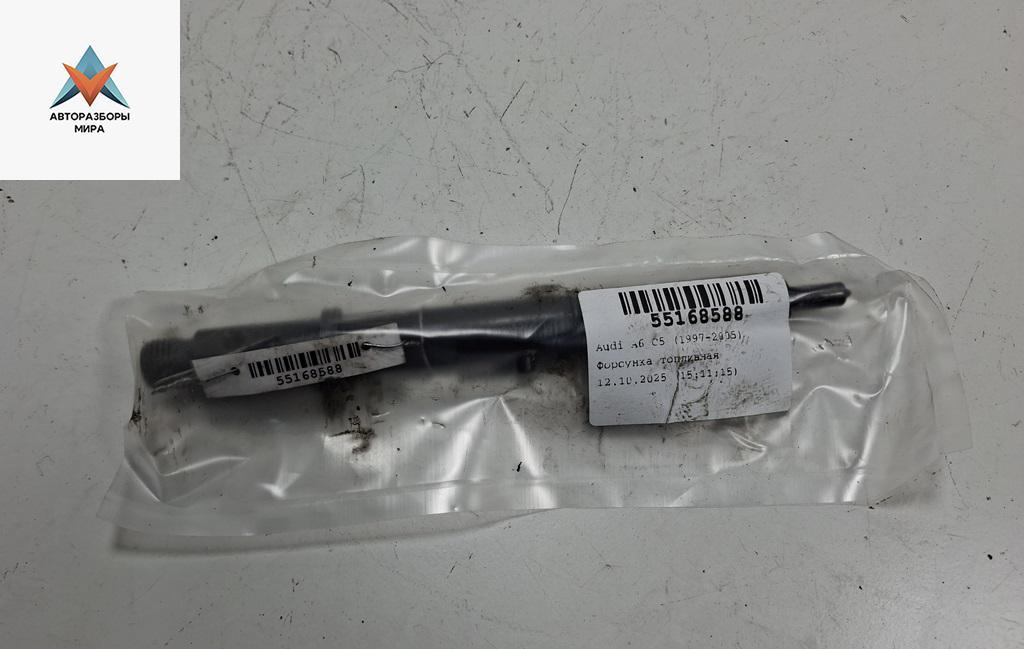 АВТОРАЗБОРЫ
МИРА
55168588
Audi A6 C5 (1997-2005)
Форсунка топливная
12.10.2025 (15:11:15)
55168588